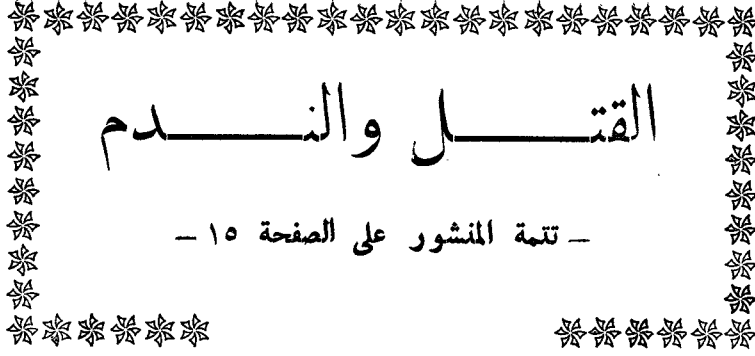 القتل والندم
– تتمة المنشور على الصفحة ١٥ –